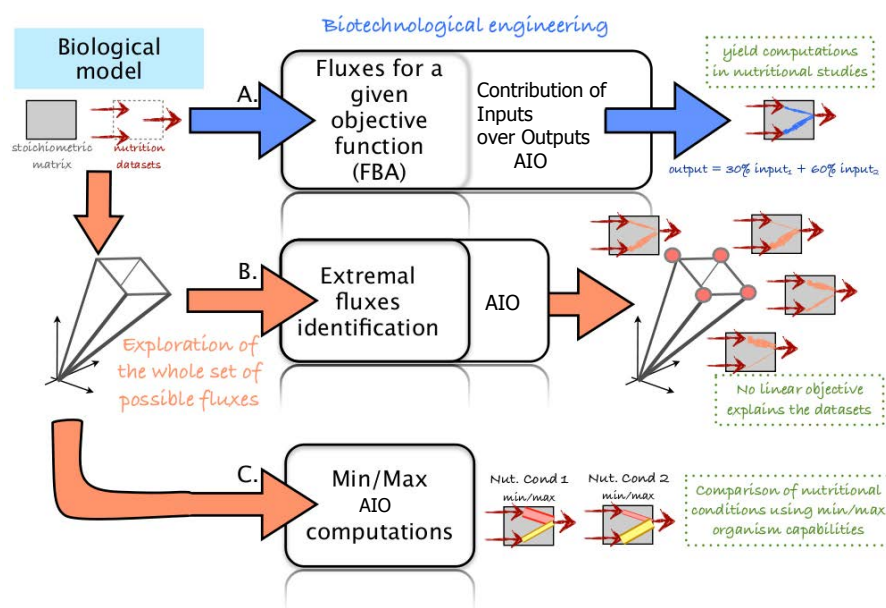 Biotechnological engineering
Biological
model
stoichiometric
matrix
nutrition
datasets
A.
Fluxes for a
given
objective
function
(FBA)
Contribution of
Inputs
over Outputs
AIO
yield computations
in nutritional studies
output = 30% input₁ + 60% input₂
B.
Extremal
fluxes
identification
AIO
Exploration of
the whole set of
possible fluxes
No linear objective
explains the datasets
C.
Min/Max
AIO
computations
Nut. Cond 1
min/max
Nut. Cond 2
min/max
Comparison of nutritional
conditions using min/max
organism capabilities